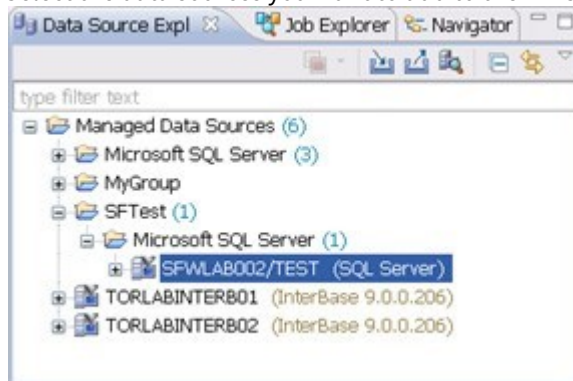 Data Source Expl Job Explorer Navigator
type filter text
Managed Data Sources (6)
Microsoft SQL Server (3)
MyGroup
SFTest (1)
Microsoft SQL Server (1)
SFWLAB002/TEST (SQL Server)
TORLABINTERB01 (InterBase 9.0.0.206)
TORLABINTERB02 (InterBase 9.0.0.206)